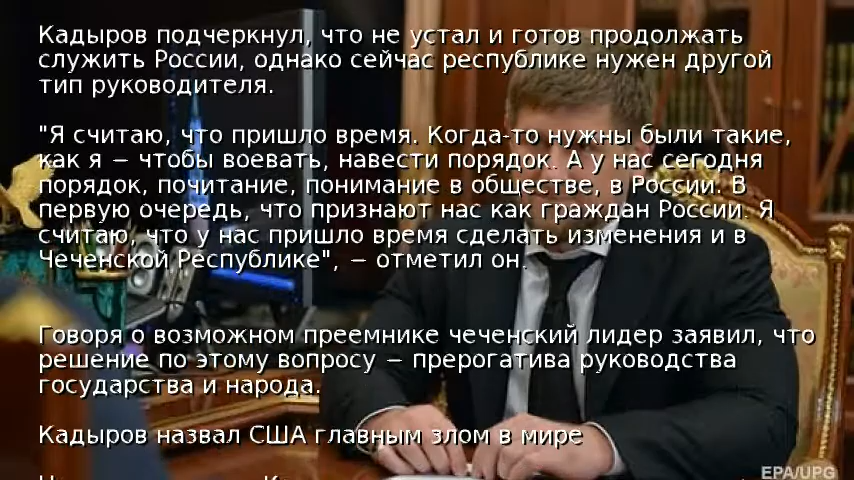 Кадыров подчеркнул, что не устал и готов продолжать
служить России, однако сейчас республике нужен другой
тип руководителя.
"Я считаю, что пришло время. Когда-то нужны были такие,
как я – чтобы воевать, навести порядок. А у нас сегодня
порядок, почитание, понимание в обществе, в России. В
первую очередь, что признают нас как граждан России. Я
считаю, что у нас пришло время сделать изменения и в
Чеченской Республике", – отметил он.
Говоря о возможном преемнике чеченский лидер заявил, что
решение по этому вопросу – прерогатива руководства
государства и народа.
Кадыров назвал США главным злом в мире
EPA/UPG